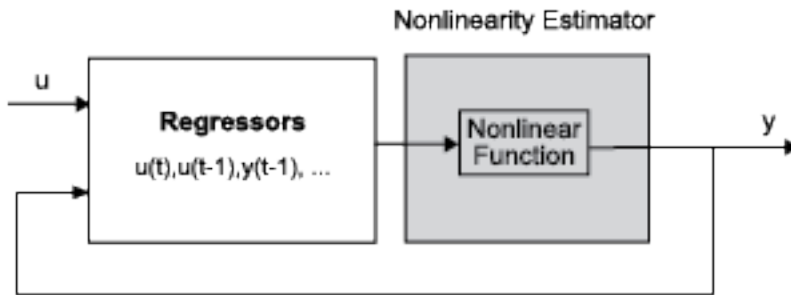 Nonlinearity Estimator
u
Regressors
u(t),u(t-1),y(t-1), ...
Nonlinear
Function
y